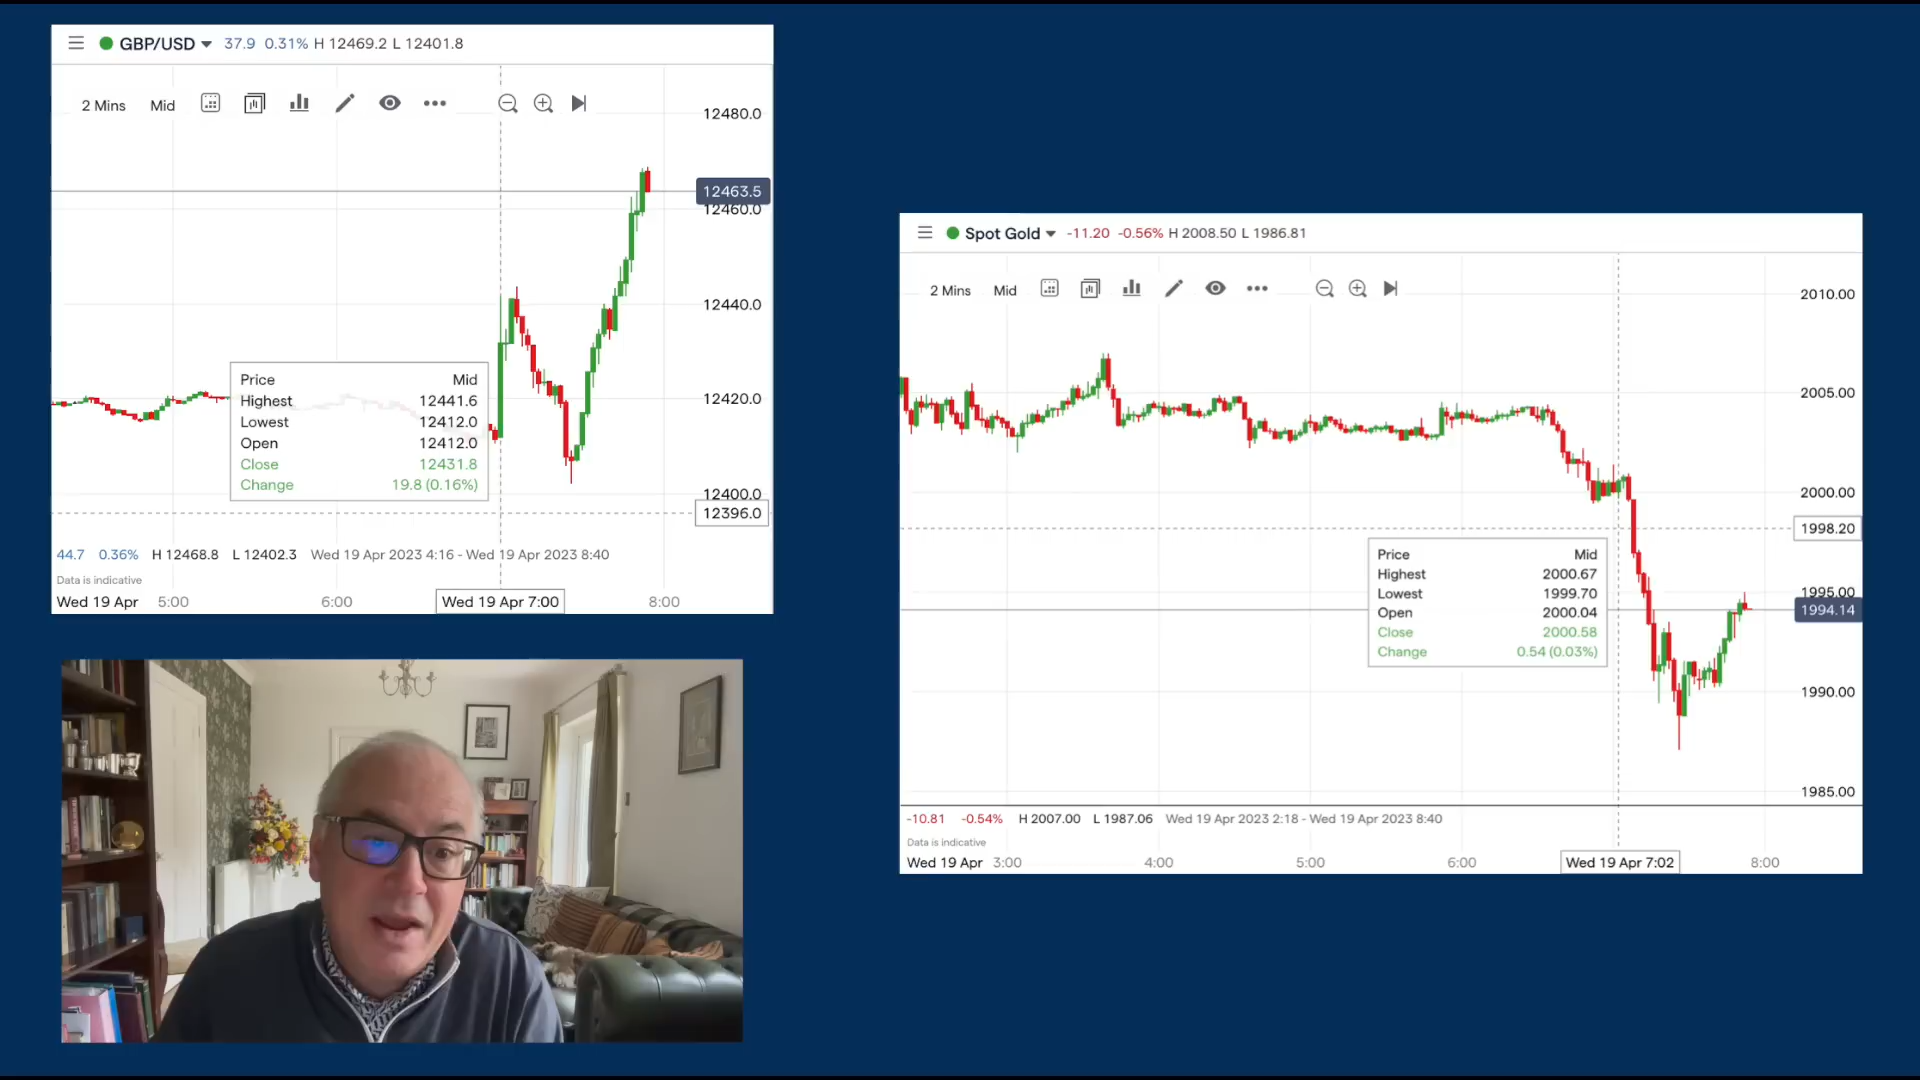 GBP/USD 37.9 0.31% H 12469.2 L 12401.8
2 Mins Mid
12480.0
12463.5
12460.0
12440.0
12420.0
12400.0
12396.0
Price Mid
Highest 12441.6
Lowest 12412.0
Open 12412.0
Close 12431.8
Change 19.8 (0.16%)
44.7 0.36% H 12468.8 L 12402.3 Wed 19 Apr 2023 4:16 - Wed 19 Apr 2023 8:40
Data is indicative
Wed 19 Apr 5:00 6:00 Wed 19 Apr 7:00 8:00
Spot Gold -11.20 -0.56% H 2008.50 L 1986.81
2 Mins Mid
2010.00
2005.00
2000.00
1998.20
1995.00
1994.14
1990.00
1985.00
Price Mid
Highest 2000.67
Lowest 1999.70
Open 2000.04
Close 2000.58
Change 0.54 (0.03%)
-10.81 -0.54% H 2007.00 L 1987.06 Wed 19 Apr 2023 2:18 - Wed 19 Apr 2023 8:40
Data is indicative
Wed 19 Apr 3:00 4:00 5:00 6:00 Wed 19 Apr 7:02 8:00